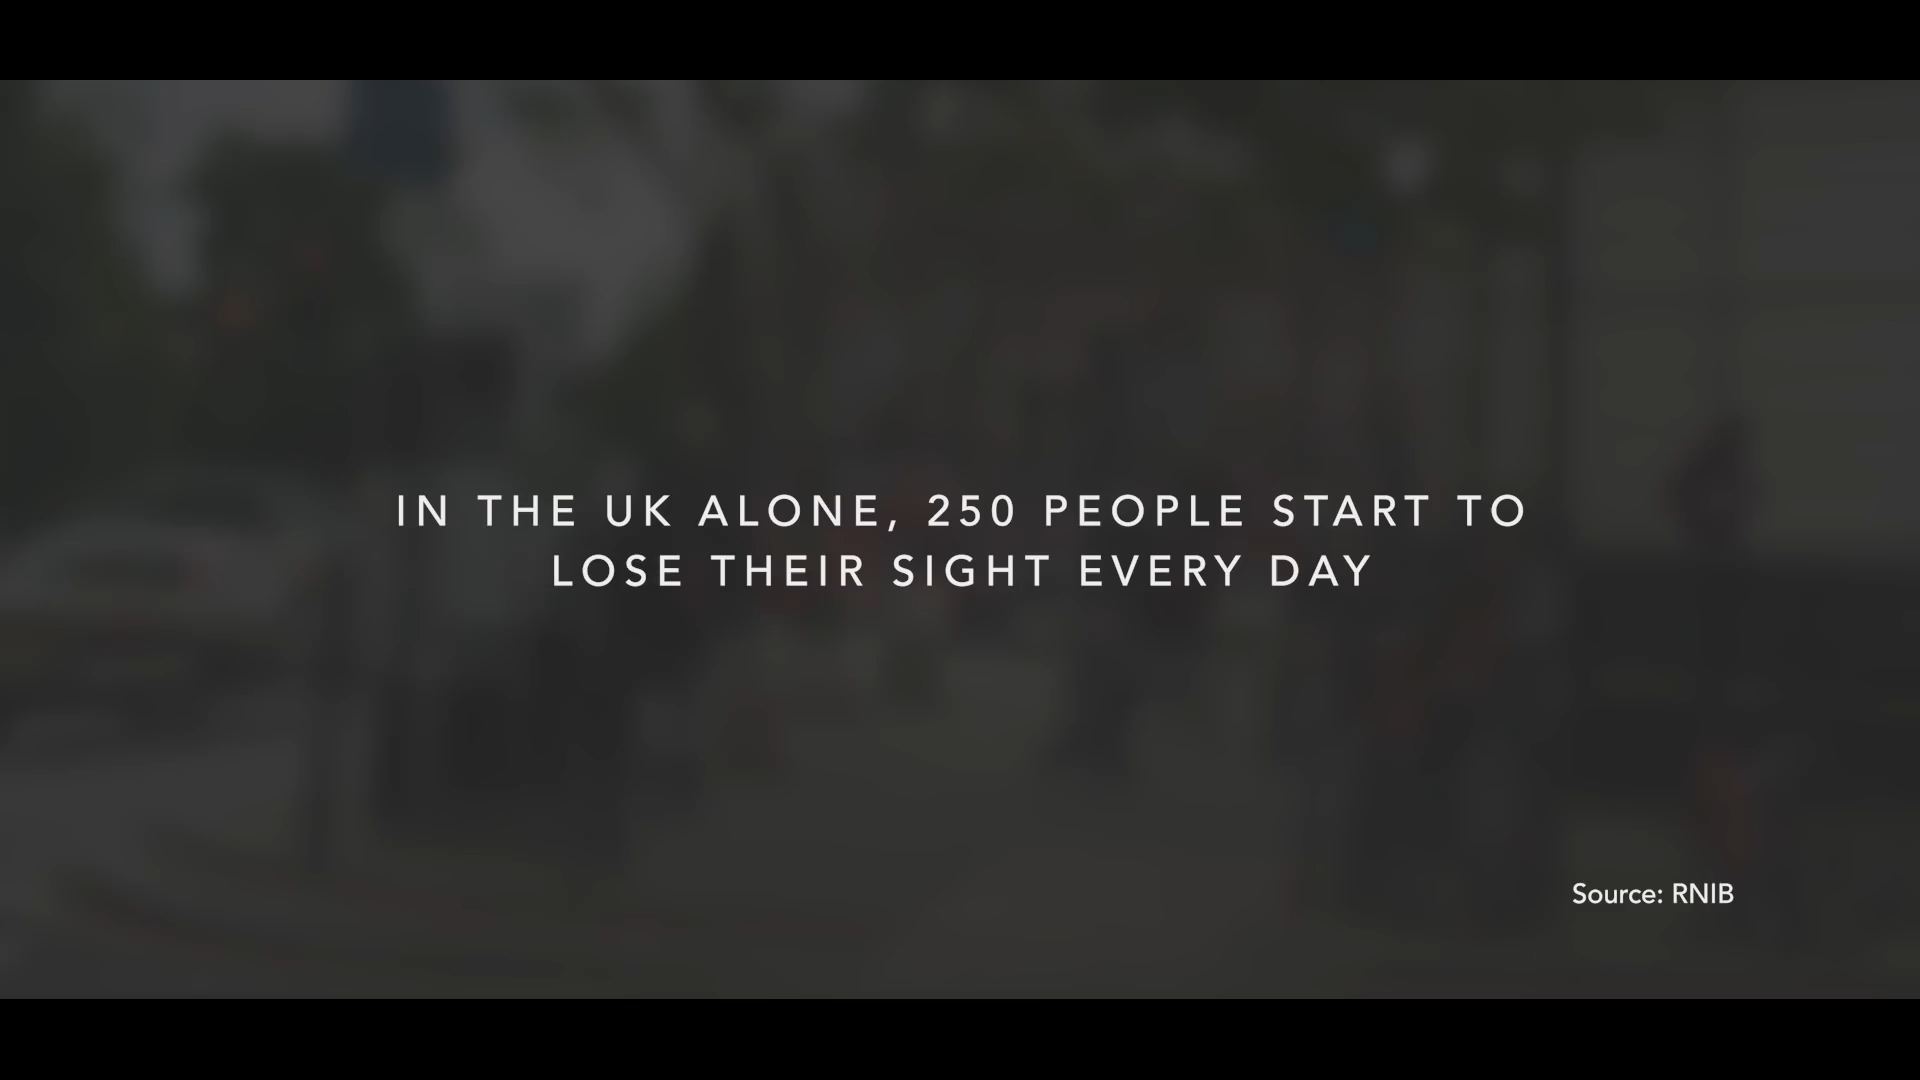 IN THE UK ALONE, 250 PEOPLE START TO
LOSE THEIR SIGHT EVERY DAY
Source: RNIB